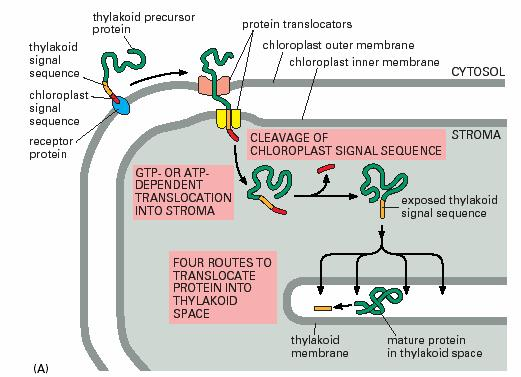 thylakoid precursor
protein
protein translocators
chloroplast outer membrane
chloroplast inner membrane
CYTOSOL
thylakoid
signal
sequence
chloroplast
signal
sequence
receptor
protein
STROMA
CLEAVAGE OF
CHLOROPLAST SIGNAL SEQUENCE
GTP- OR ATP-
DEPENDENT
TRANSLOCATION
INTO STROMA
exposed thylakoid
signal sequence
FOUR ROUTES TO
TRANSLOCATE
PROTEIN INTO
THYLAKOID
SPACE
thylakoid
membrane
mature protein
in thylakoid space
(A)